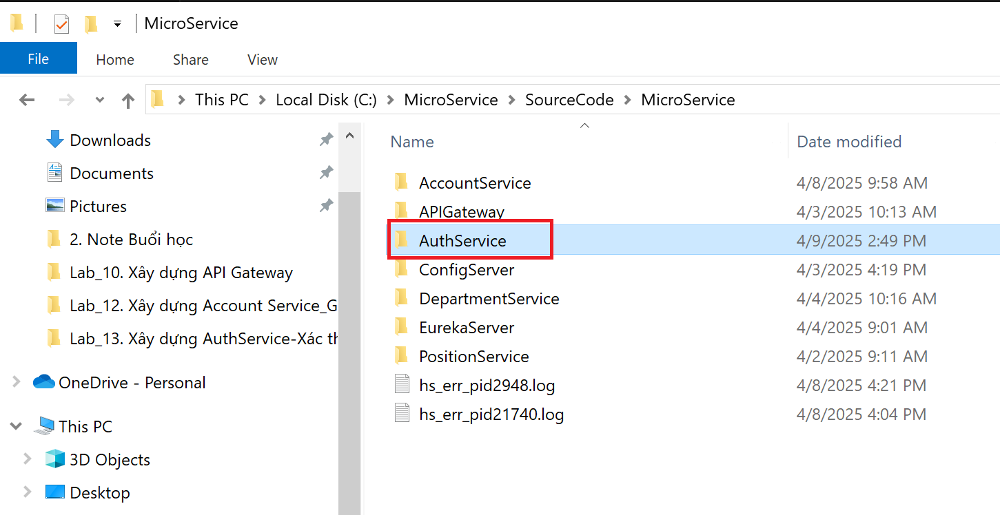 MicroService
File Home Share View
This PC Local Disk (C:) MicroService SourceCode MicroService
Downloads
Documents
Pictures
2. Note Buổi học
Lab_10. Xây dựng API Gateway
Lab_12. Xây dựng Account Service_G
Lab_13. Xây dựng AuthService-Xác th
OneDrive - Personal
This PC
3D Objects
Desktop
Name Date modified
AccountService 4/8/2025 9:58 AM
APIGateway 4/3/2025 10:13 AM
AuthService 4/9/2025 2:49 PM
ConfigServer 4/3/2025 4:19 PM
DepartmentService 4/4/2025 10:16 AM
EurekaServer 4/4/2025 9:01 AM
PositionService 4/2/2025 9:11 AM
hs_err_pid2948.log 4/8/2025 4:21 PM
hs_err_pid21740.log 4/8/2025 4:04 PM